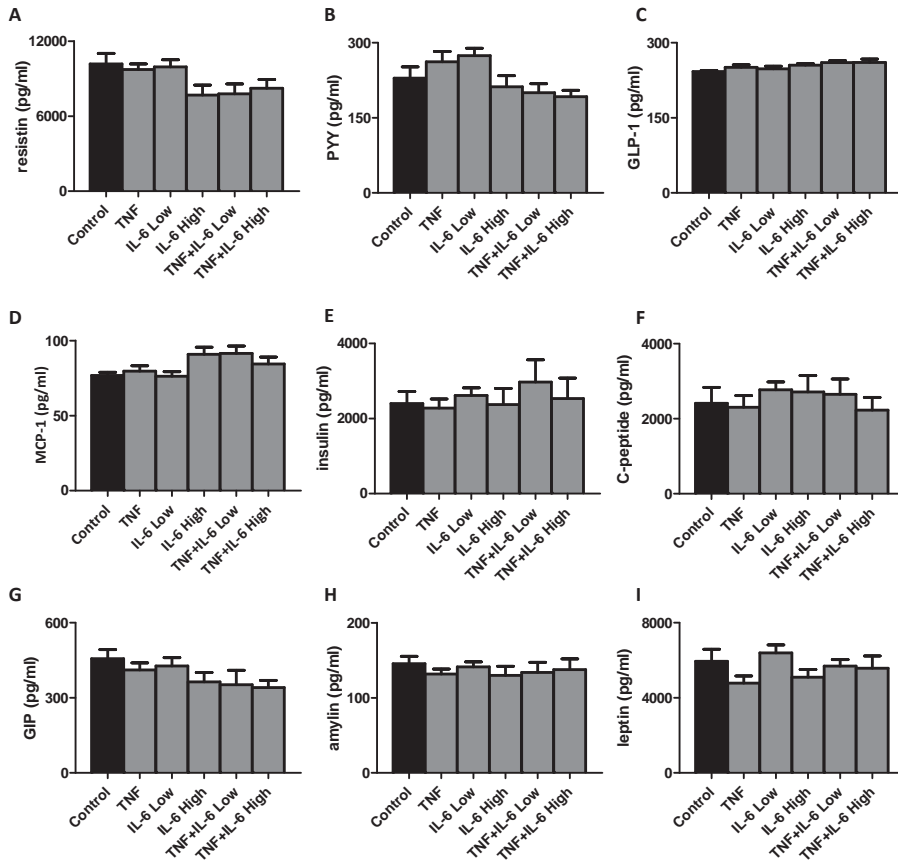 A
resistin (pg/ml)
12000
6000
0
Control
TNF
IL-6 Low
IL-6 High
TNF+IL-6 Low
TNF+IL-6 High
B
PYY (pg/ml)
300
150
0
Control
TNF
IL-6 Low
IL-6 High
TNF+IL-6 Low
TNF+IL-6 High
C
GLP-1 (pg/ml)
300
150
0
Control
TNF
IL-6 Low
IL-6 High
TNF+IL-6 Low
TNF+IL-6 High
D
MCP-1 (pg/ml)
100
50
0
Control
TNF
IL-6 Low
IL-6 High
TNF+IL-6 Low
TNF+IL-6 High
E
insulin (pg/ml)
4000
2000
0
Control
TNF
IL-6 Low
IL-6 High
TNF+IL-6 Low
TNF+IL-6 High
F
C-peptide (pg/ml)
4000
2000
0
Control
TNF
IL-6 Low
IL-6 High
TNF+IL-6 Low
TNF+IL-6 High
G
GIP (pg/ml)
600
300
0
Control
TNF
IL-6 Low
IL-6 High
TNF+IL-6 Low
TNF+IL-6 High
H
amylin (pg/ml)
200
100
0
Control
TNF
IL-6 Low
IL-6 High
TNF+IL-6 Low
TNF+IL-6 High
I
leptin (pg/ml)
8000
4000
0
Control
TNF
IL-6 Low
IL-6 High
TNF+IL-6 Low
TNF+IL-6 High